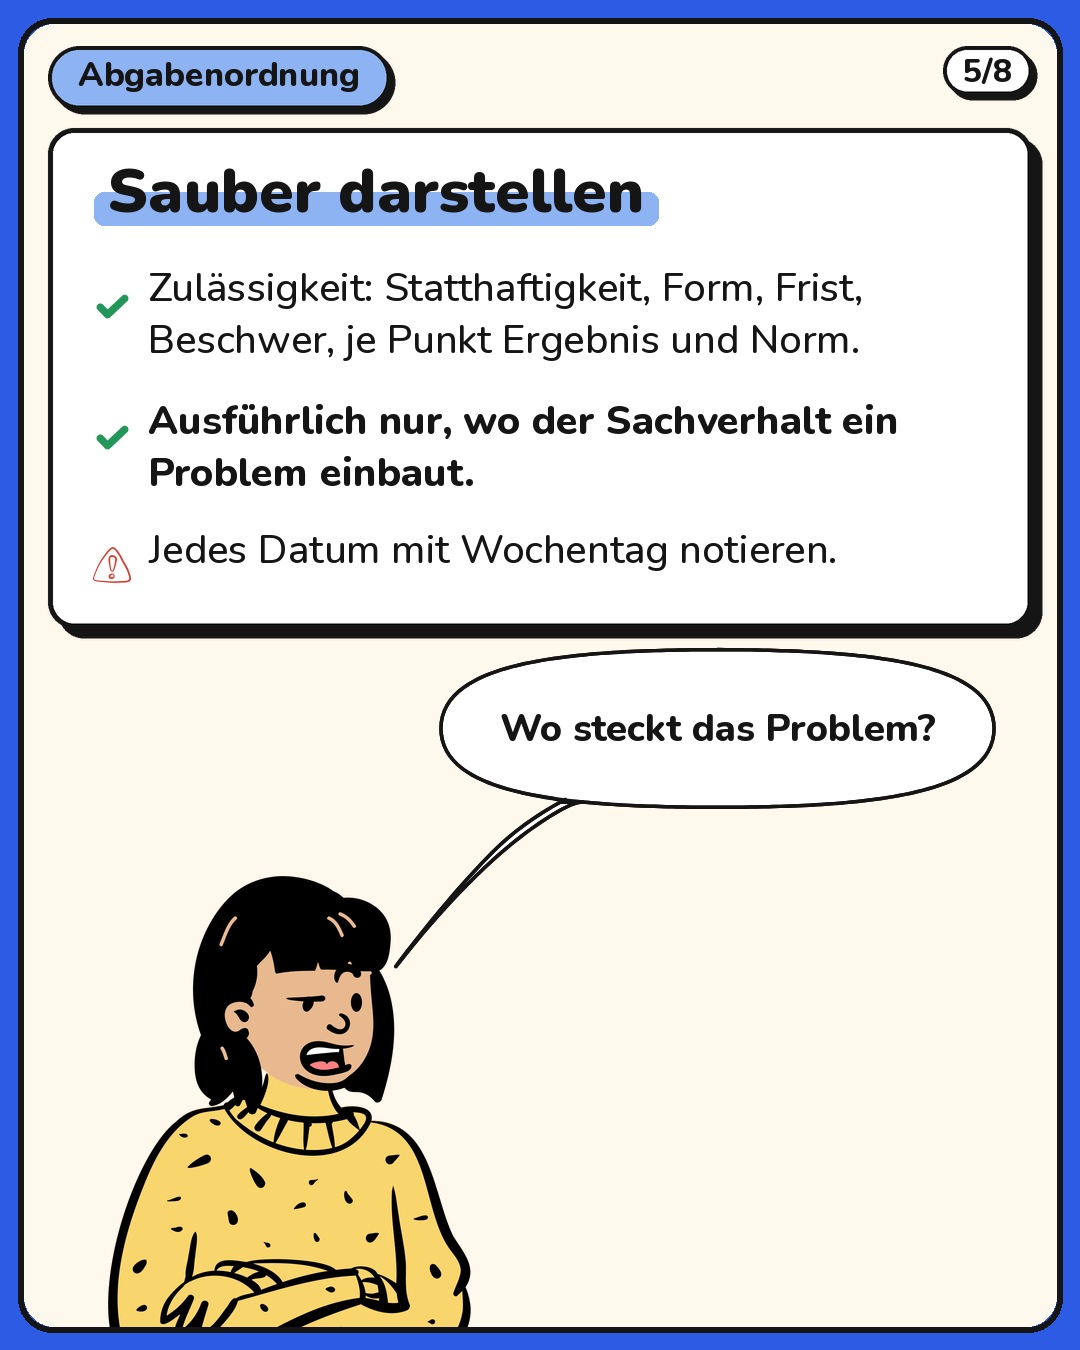 Abgabenordnung
5/8
Sauber darstellen
Zulässigkeit: Statthaftigkeit, Form, Frist,
Beschwer, je Punkt Ergebnis und Norm.
Ausführlich nur, wo der Sachverhalt ein
Problem einbaut.
Jedes Datum mit Wochentag notieren.
Wo steckt das Problem?